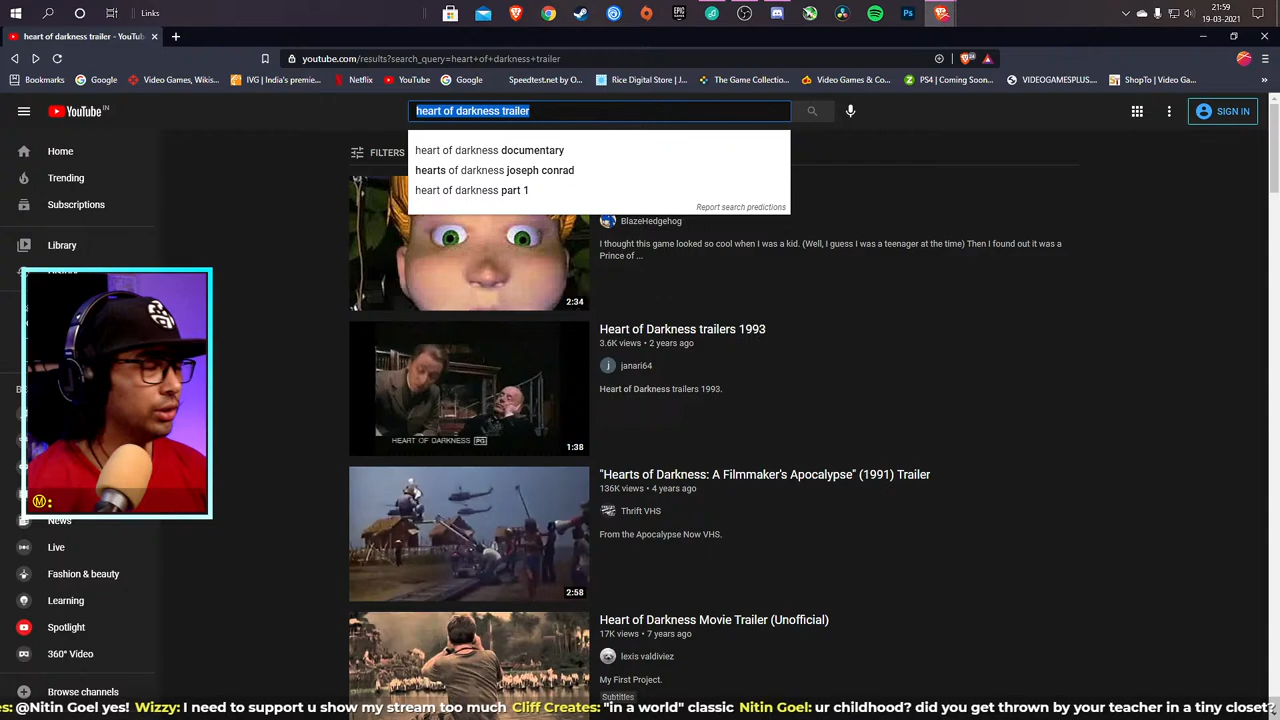 Links
19-03-2021
heart of darkness trailer - YouTub
youtube.com/results?search_query=heart+of+darkness+trailer
Bookmarks Google Video Games, Wikis... IVG | India's premie... Netflix YouTube Google Speedtest.net by O... Rice Digital Store | J... The Game Collection... Video Games & Co... PS4 | Coming Soon... VIDEOGAMESPLUS... ShopTo | Video Ga...
YouTube IN
heart of darkness trailer
SIGN IN
Home
Trending
Subscriptions
Library
FILTERS
heart of darkness documentary
hearts of darkness joseph conrad
heart of darkness part 1
Report search predictions
BlazeHedgehog
I thought this game looked so cool when I was a kid. (Well, I guess I was a teenager at the time) Then I found out it was a
Prince of ...
2:34
Heart of Darkness trailers 1993
3.6K views • 2 years ago
janari64
Heart of Darkness trailers 1993.
HEART OF DARKNESS PG
1:38
"Hearts of Darkness: A Filmmaker's Apocalypse" (1991) Trailer
136K views • 4 years ago
Thrift VHS
From the Apocalypse Now VHS.
2:58
Heart of Darkness Movie Trailer (Unofficial)
17K views • 7 years ago
lexis valdiviez
My First Project.
Subtitles
M:
News
Live
Fashion & beauty
Learning
Spotlight
360° Video
Browse channels
es: @Nitin Goel yes! Wizzy: I need to support u show my stream too much Cliff Creates: "in a world" classic Nitin Goel: ur childhood? did you get thrown by your teacher in a tiny closet?